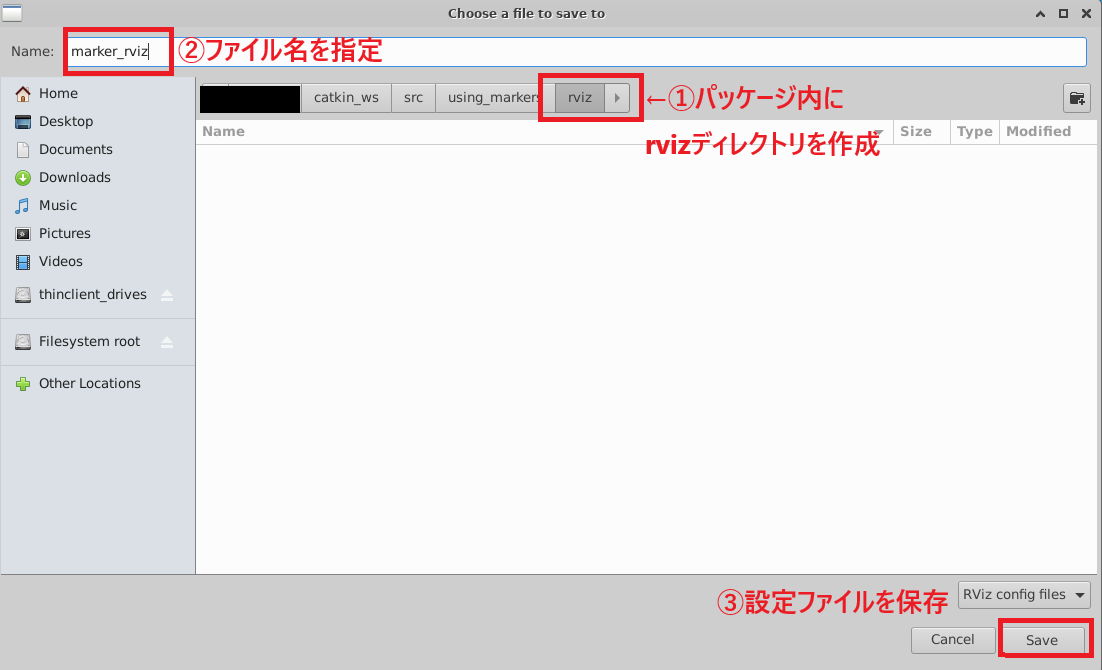 Choose a file to save to
Name:
marker_rviz
②ファイル名を指定
Home
Desktop
Documents
Downloads
Music
Pictures
Videos
thinclient_drives
Filesystem root
Other Locations
catkin_ws
src
using_markers
rviz
←①パッケージ内に
rvizディレクトリを作成
Name
Size
Type
Modified
③設定ファイルを保存
RViz config files
Cancel
Save